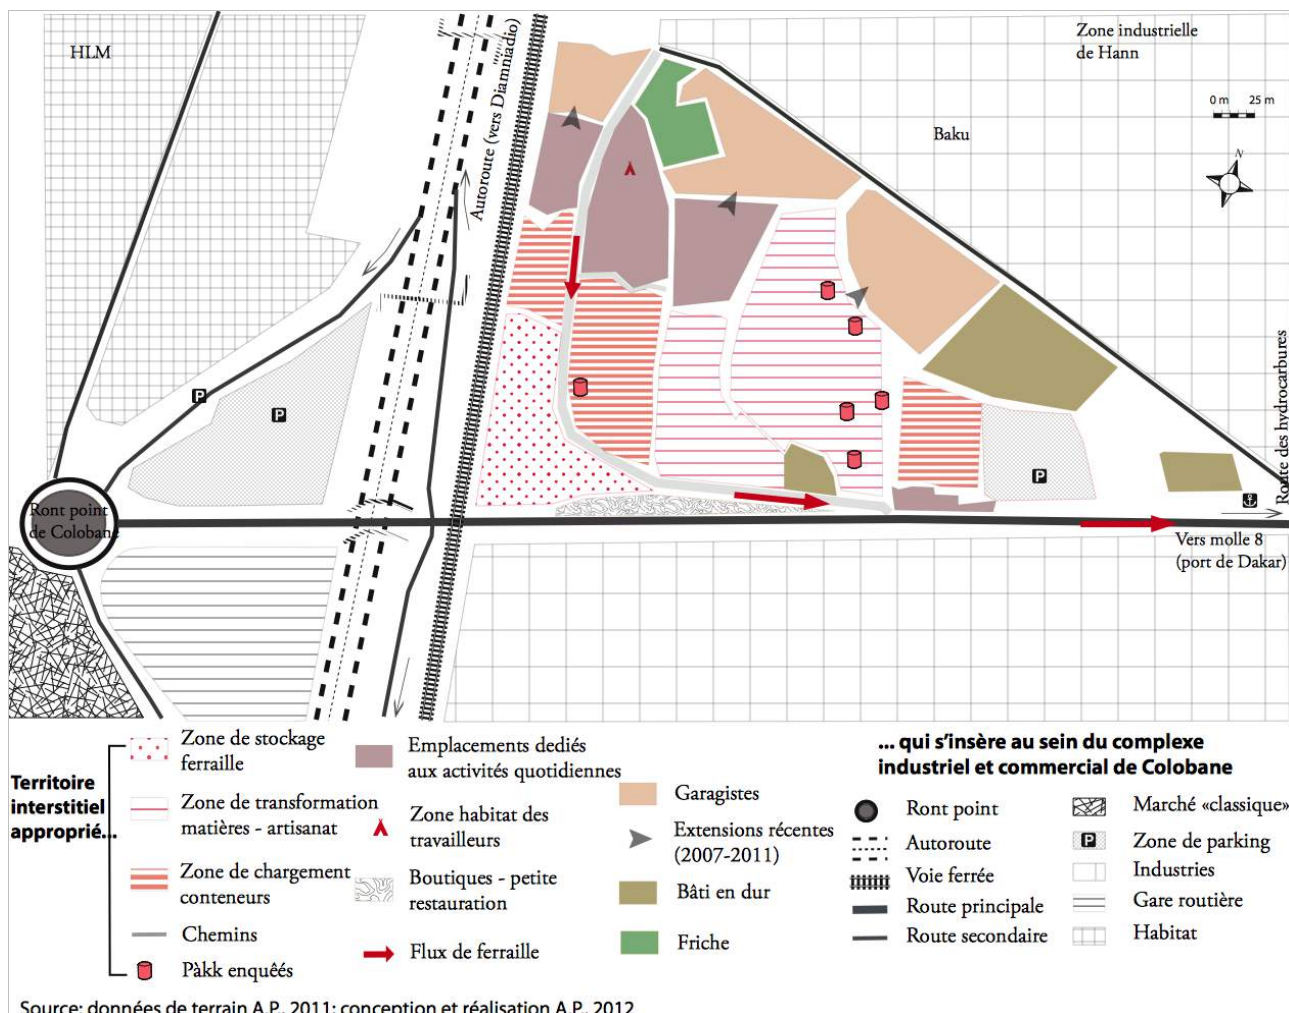 HLM
Autoroute (vers Diamniadio)
Zone industrielle
de Hann
0 m 25 m
Baku
N
Route des hydrocarbures
P
P
P
Ront point
de Colobane
Vers molle 8
(port de Dakar)
Territoire
interstitiel
approprié...
Zone de stockage
ferraille
Zone de transformation
matières - artisanat
Zone de chargement
conteneurs
Chemins
Pàkk enquêés
Emplacements dediés
aux activités quotidiennes
Zone habitat des
travailleurs
Boutiques - petite
restauration
Flux de ferraille
Garagistes
Extensions récentes
(2007-2011)
Bâti en dur
Friche
... qui s’insère au sein du complexe
industriel et commercial de Colobane
Ront point
Autoroute
Voie ferrée
Route principale
Route secondaire
Marché «classique»
P Zone de parking
Industries
Gare routière
Habitat
Source: données de terrain A.P., 2011; conception et réalisation A.P., 2012